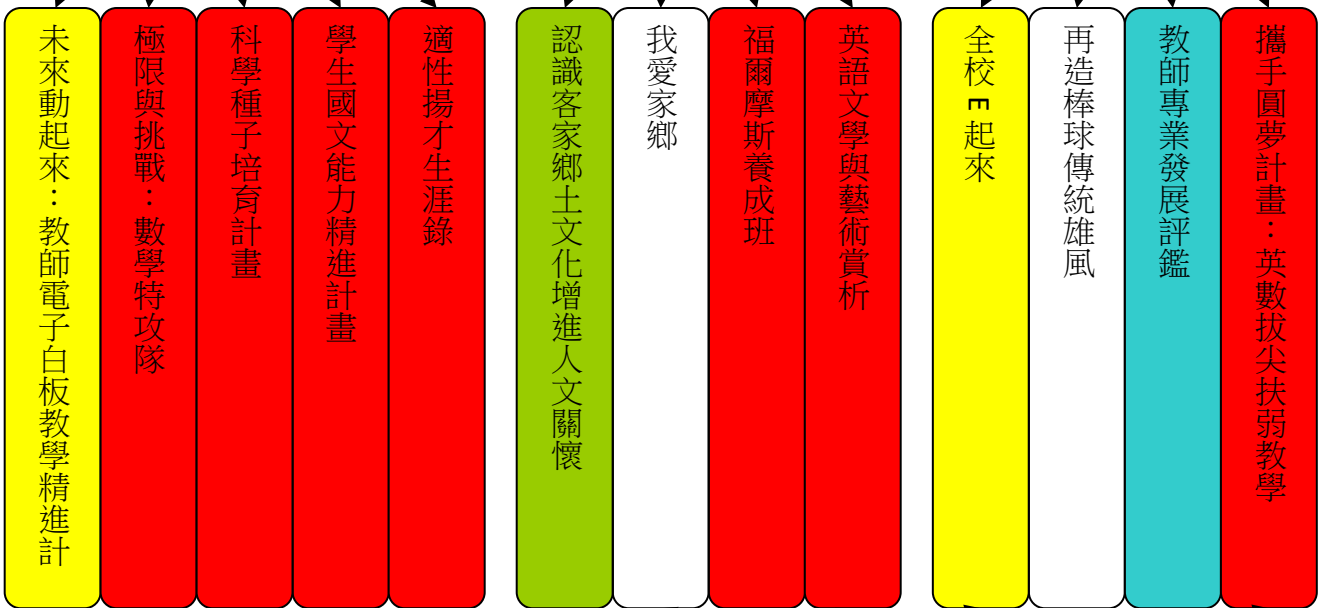 未來動起來：教師電子白板教學精進計
極限與挑戰：數學特攻隊
科學種子培育計畫
學生國文能力精進計畫
適性揚才生涯錄
認識客家鄉土文化增進人文關懷
我愛家鄉
福爾摩斯養成班
英語文學與藝術賞析
全校E起來
再造棒球傳統雄風
教師專業發展評鑑
攜手圓夢計畫：英數拔尖扶弱教學